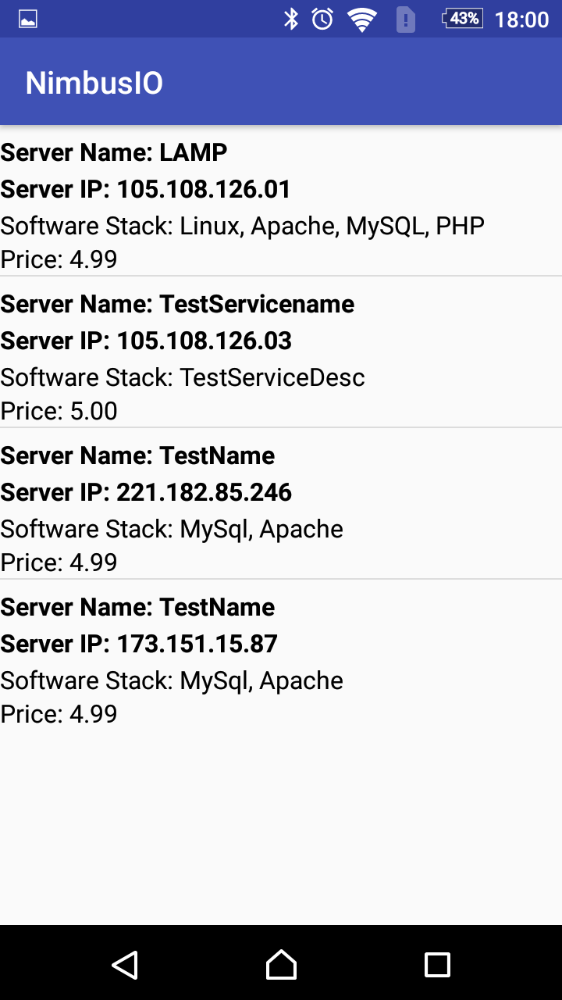 43% 18:00
NimbusIO
Server Name: LAMP
Server IP: 105.108.126.01
Software Stack: Linux, Apache, MySQL, PHP
Price: 4.99
Server Name: TestServicename
Server IP: 105.108.126.03
Software Stack: TestServiceDesc
Price: 5.00
Server Name: TestName
Server IP: 221.182.85.246
Software Stack: MySql, Apache
Price: 4.99
Server Name: TestName
Server IP: 173.151.15.87
Software Stack: MySql, Apache
Price: 4.99